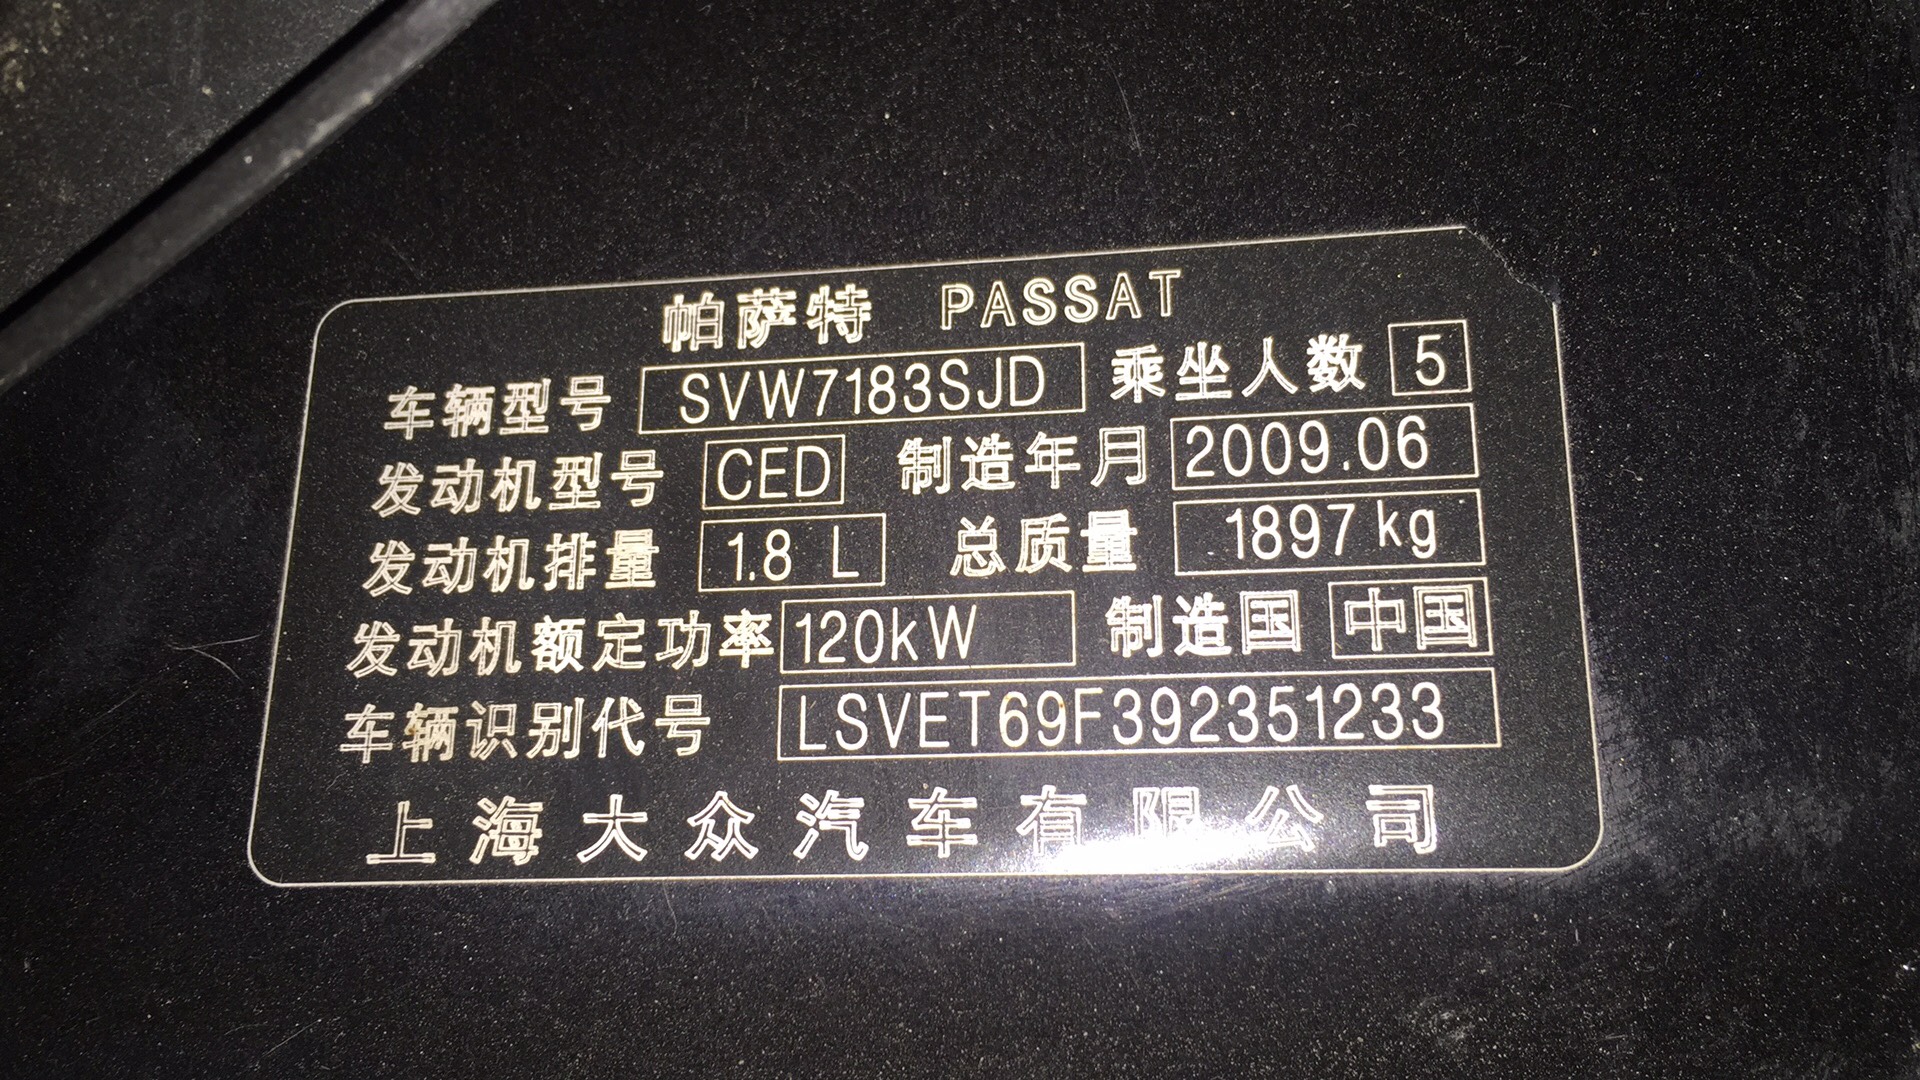 帕萨特 PASSAT
车辆型号 SVW7183SJD 乘坐人数 5
发动机型号 CED 制造年月 2009.06
发动机排量 1.8 L 总质量 1897 kg
发动机额定功率 120kW 制造国 中国
车辆识别代号 LSVET69F392351233
上海大众汽车有限公司